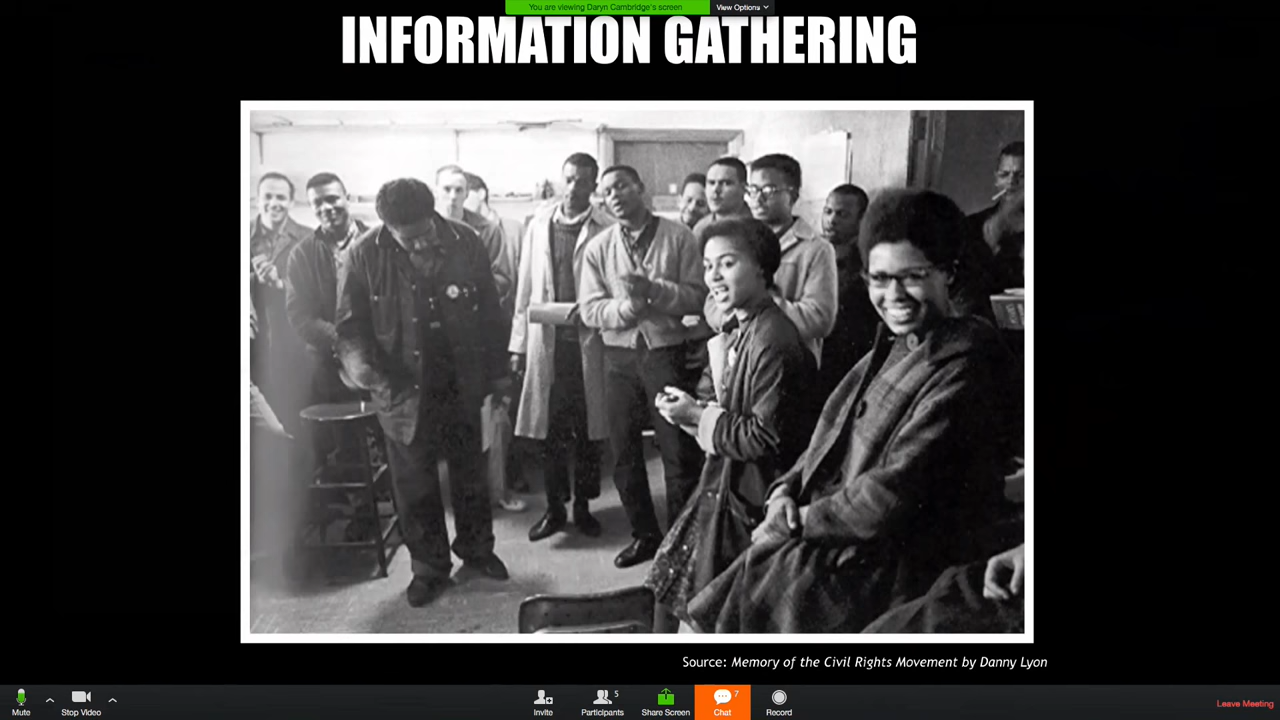 You are viewing Daryn Cambridge's screen
View Options
INFORMATION GATHERING
Source: Memory of the Civil Rights Movement by Danny Lyon
Mute
Stop Video
Invite
5
Participants
Share Screen
7
Chat
Record
Leave Meeting